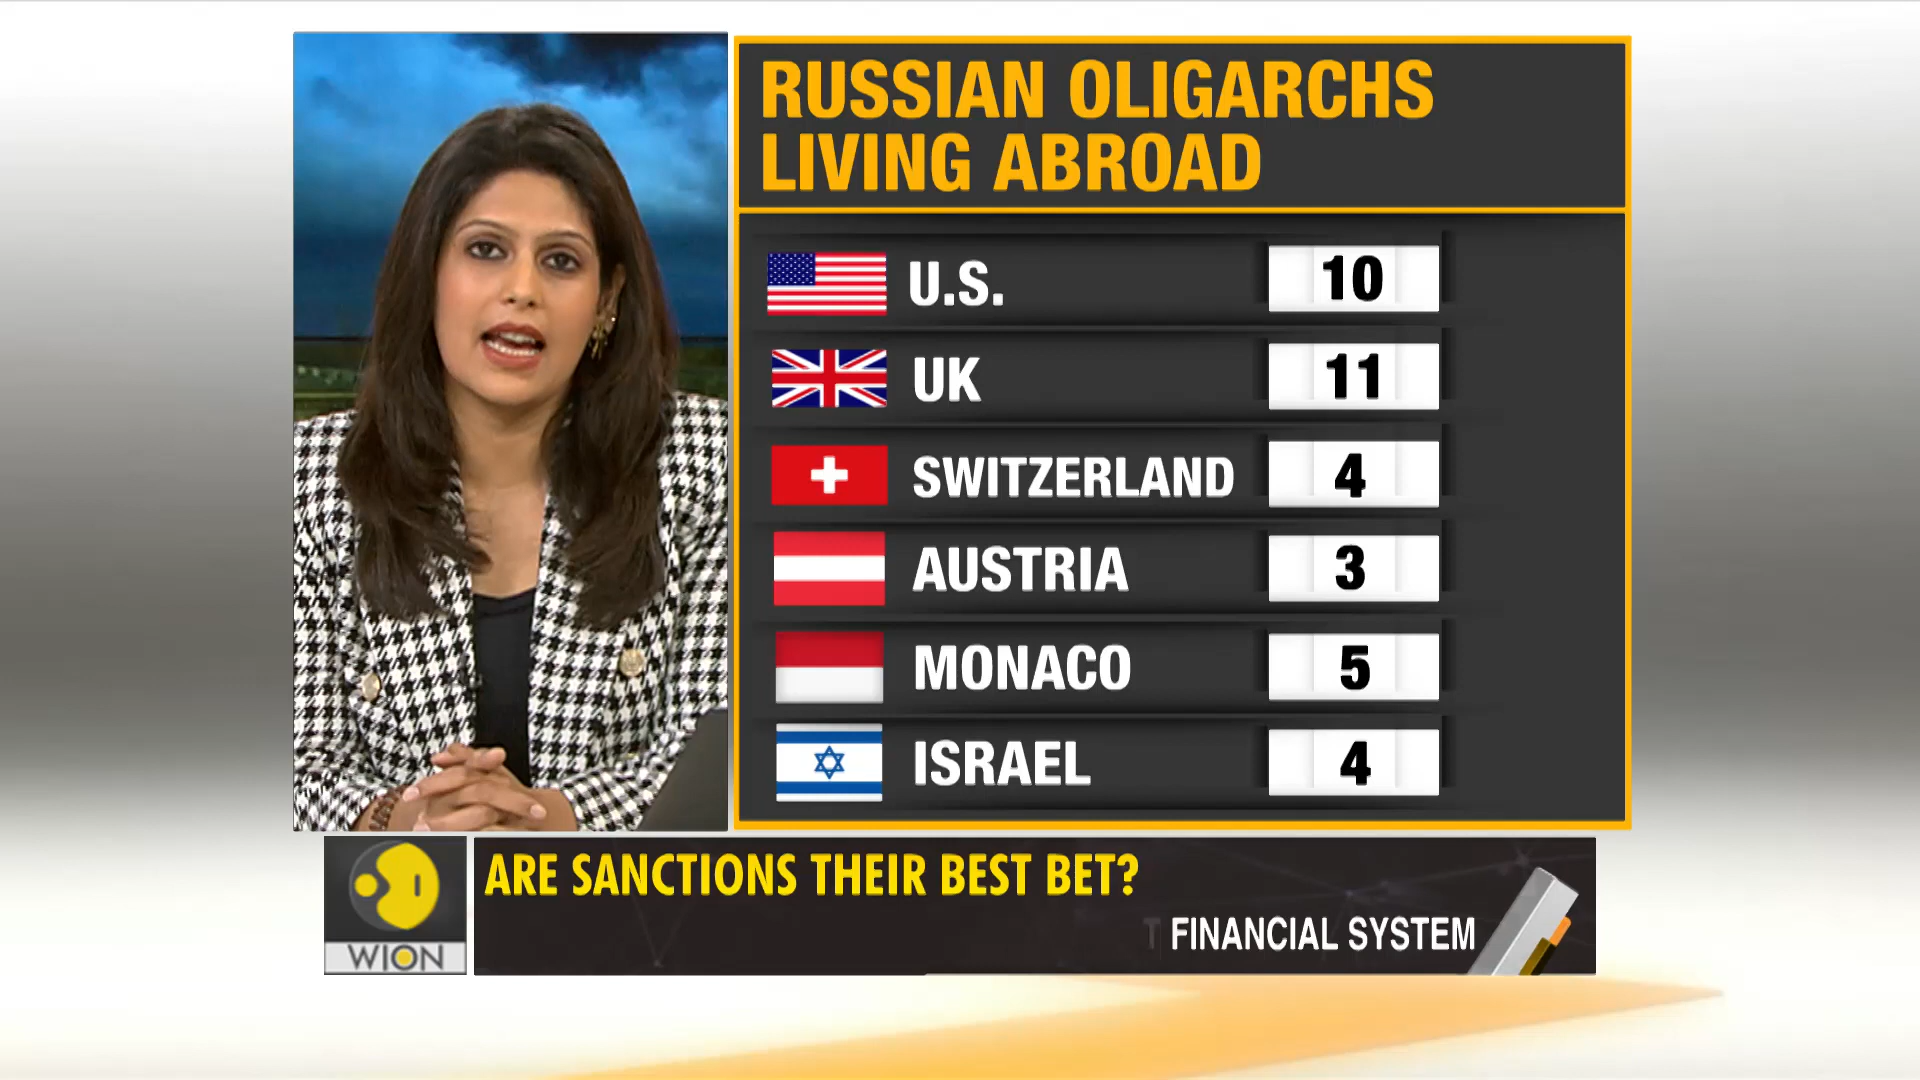 RUSSIAN OLIGARCHS
LIVING ABROAD
U.S. 10
UK 11
SWITZERLAND 4
AUSTRIA 3
MONACO 5
ISRAEL 4
ARE SANCTIONS THEIR BEST BET?
T FINANCIAL SYSTEM
WION